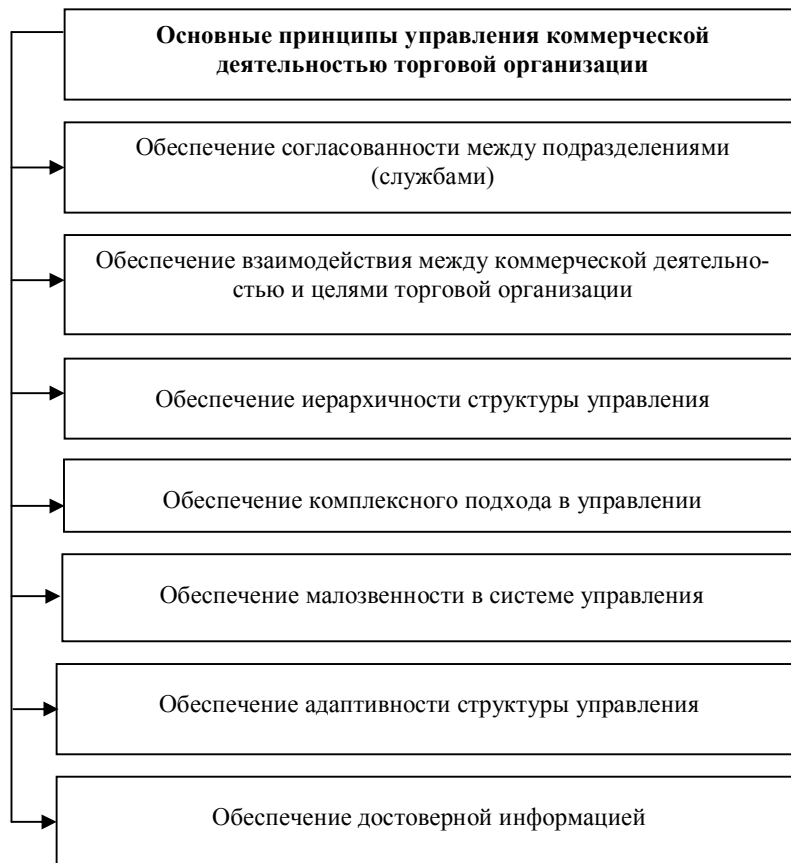 Основные принципы управления коммерческой
деятельностью торговой организации
Обеспечение согласованности между подразделениями
(службами)
Обеспечение взаимодействия между коммерческой деятельно-
стью и целями торговой организации
Обеспечение иерархичности структуры управления
Обеспечение комплексного подхода в управлении
Обеспечение малозвенности в системе управления
Обеспечение адаптивности структуры управления
Обеспечение достоверной информацией